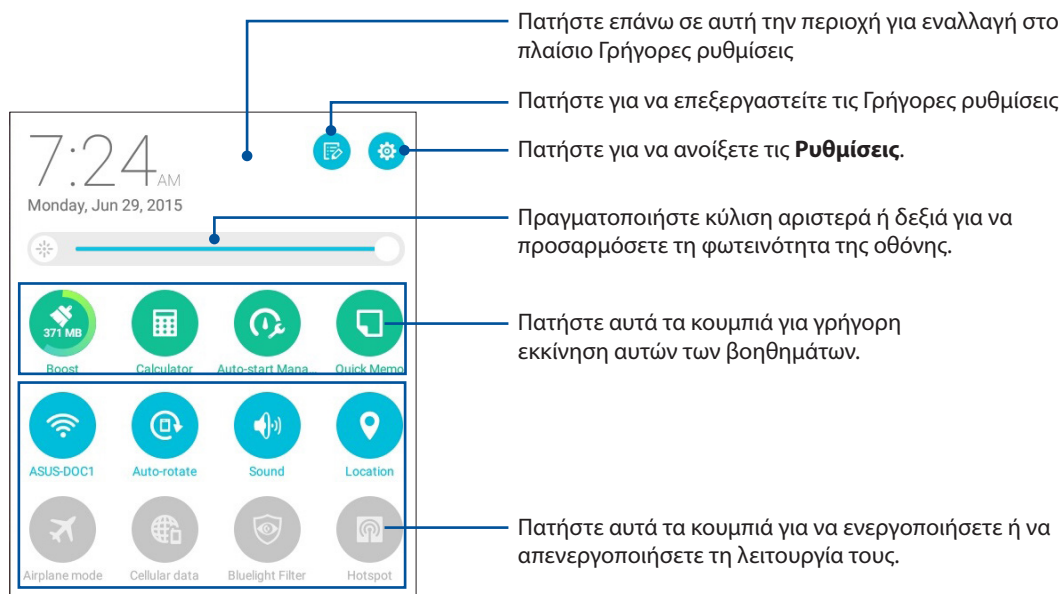 Πατήστε επάνω σε αυτή την περιοχή για εναλλαγή στο
πλαίσιο Γρήγορες ρυθμίσεις
Πατήστε για να επεξεργαστείτε τις Γρήγορες ρυθμίσεις
Πατήστε για να ανοίξετε τις Ρυθμίσεις.
7:24 AM
Monday, Jun 29, 2015
Πραγματοποιήστε κύλιση αριστερά ή δεξιά για να
προσαρμόσετε τη φωτεινότητα της οθόνης.
371 MB
Boost Calculator Auto-start Mana... Quick Memo
Πατήστε αυτά τα κουμπιά για γρήγορη
εκκίνηση αυτών των βοηθημάτων.
ASUS-DOC1 Auto-rotate Sound Location
Airplane mode Cellular data Bluelight Filter Hotspot
Πατήστε αυτά τα κουμπιά για να ενεργοποιήσετε ή να
απενεργοποιήσετε τη λειτουργία τους.